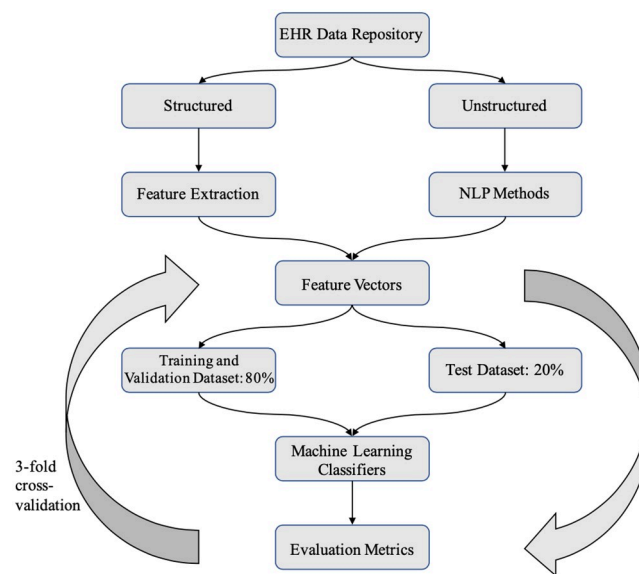 EHR Data Repository
Structured
Unstructured
Feature Extraction
NLP Methods
Feature Vectors
Training and
Validation Dataset: 80%
Test Dataset: 20%
Machine Learning
Classifiers
3-fold
cross-
validation
Evaluation Metrics